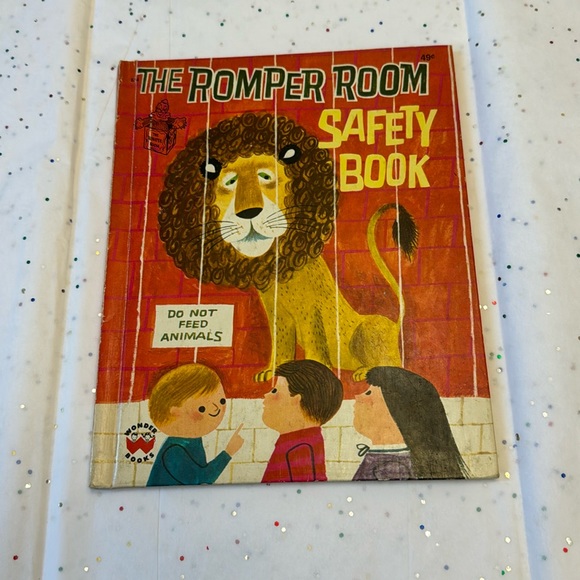 49¢
THE ROMPER ROOM
SAFETY
BOOK
DO NOT
FEED
ANIMALS
WONDER
BOOKS